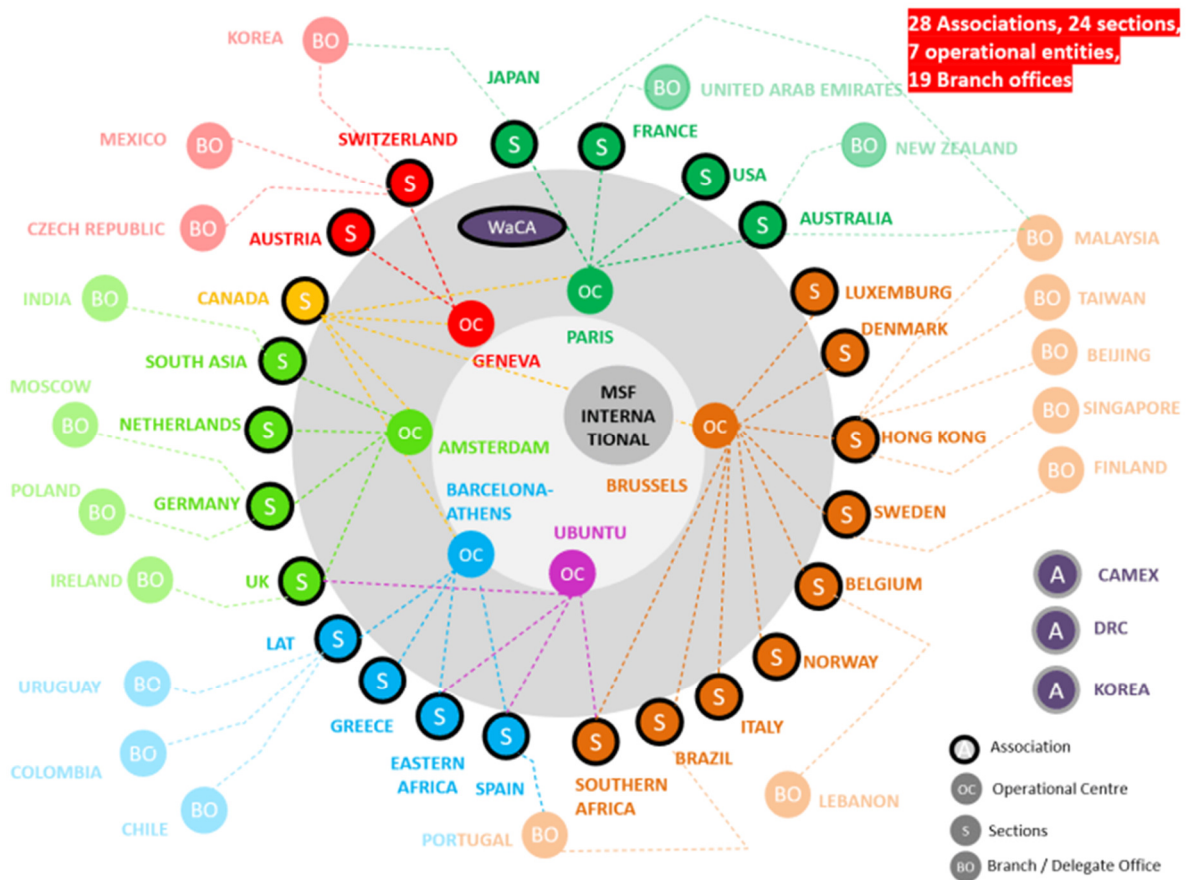 28 Associations, 24 sections,
7 operational entities,
19 Branch offices
KOREA
BO
JAPAN
S
BO
UNITED ARAB EMIRATES
FRANCE
S
MEXICO
BO
SWITZERLAND
S
USA
S
BO
NEW ZEALAND
CZECH REPUBLIC
BO
AUSTRIA
S
WaCA
AUSTRALIA
S
BO
MALAYSIA
INDIA
BO
CANADA
S
OC
PARIS
OC
GENEVA
S
LUXEMBURG
BO
TAIWAN
SOUTH ASIA
S
DENMARK
S
BO
BEIJING
MOSCOW
BO
NETHERLANDS
S
OC
AMSTERDAM
MSF
INTERNA
TIONAL
OC
BRUSSELS
S
HONG KONG
BO
SINGAPORE
BO
FINLAND
POLAND
BO
GERMANY
S
BARCELONA-
ATHENS
OC
UBUNTU
OC
S
SWEDEN
IRELAND
BO
UK
S
S
BELGIUM
A
CAMEX
A
DRC
A
KOREA
LAT
S
S
NORWAY
URUGUAY
BO
S
GREECE
S
EASTERN
AFRICA
S
SPAIN
S
SOUTHERN
AFRICA
S
BRAZIL
S
ITALY
COLOMBIA
BO
CHILE
BO
PORTUGAL
BO
BO
LEBANON
A
Association
OC
Operational Centre
S
Sections
BO
Branch / Delegate Office